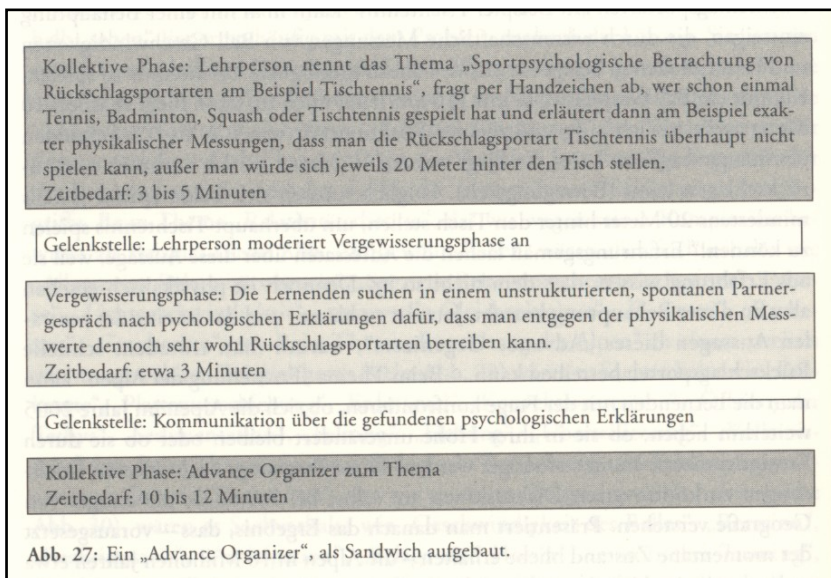 Kollektive Phase: Lehrperson nennt das Thema „Sportpsychologische Betrachtung von
Rückschlagsportarten am Beispiel Tischtennis“, fragt per Handzeichen ab, wer schon einmal
Tennis, Badminton, Squash oder Tischtennis gespielt hat und erläutert dann am Beispiel exak-
ter physikalischer Messungen, dass man die Rückschlagsportart Tischtennis überhaupt nicht
spielen kann, außer man würde sich jeweils 20 Meter hinter den Tisch stellen.
Zeitbedarf: 3 bis 5 Minuten
Gelenkstelle: Lehrperson moderiert Vergewisserungsphase an
Vergewisserungsphase: Die Lernenden suchen in einem unstrukturierten, spontanen Partner-
gespräch nach pychologischen Erklärungen dafür, dass man entgegen der physikalischen Mess-
werte dennoch sehr wohl Rückschlagsportarten betreiben kann.
Zeitbedarf: etwa 3 Minuten
Gelenkstelle: Kommunikation über die gefundenen psychologischen Erklärungen
Kollektive Phase: Advance Organizer zum Thema
Zeitbedarf: 10 bis 12 Minuten
Abb. 27: Ein „Advance Organizer“, als Sandwich aufgebaut.